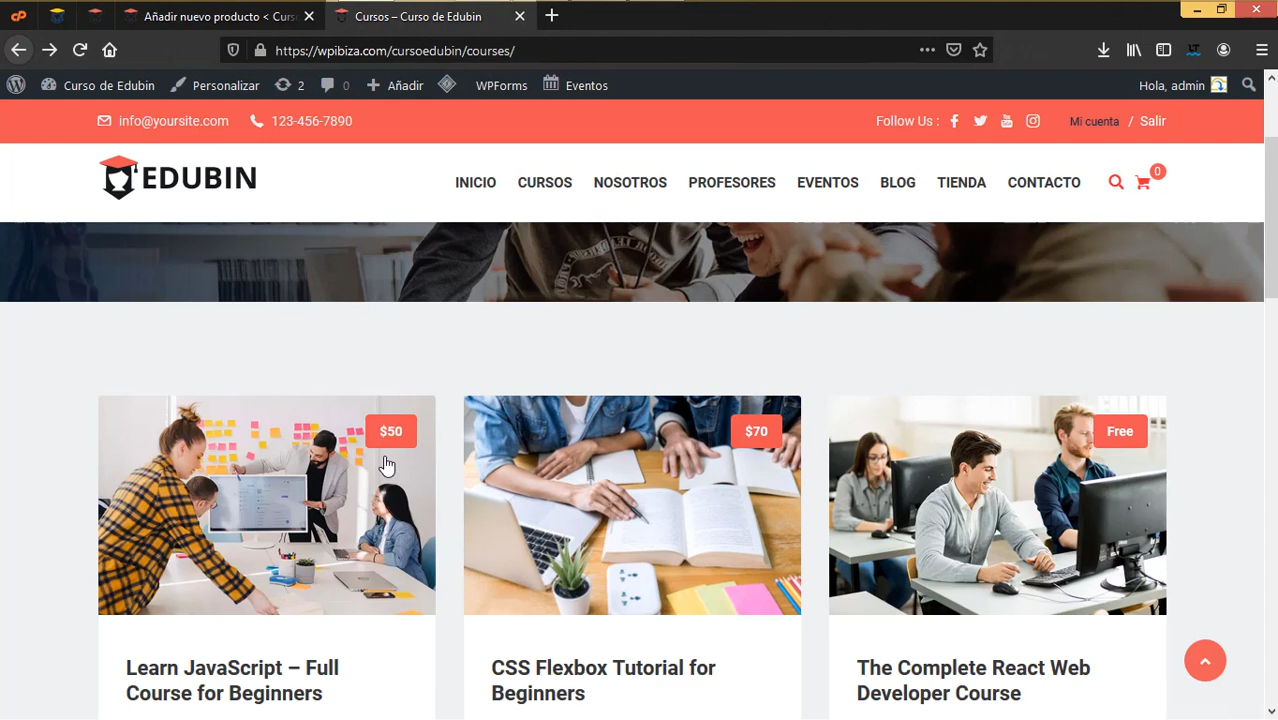 Añadir nuevo producto < Curso
Cursos – Curso de Edubin
https://wpibiza.com/cursoedubin/courses/
Curso de Edubin Personalizar 2 0 Añadir WPForms Eventos Hola, admin
info@yoursite.com 123-456-7890 Follow Us : Mi cuenta / Salir
EDUBIN INICIO CURSOS NOSOTROS PROFESORES EVENTOS BLOG TIENDA CONTACTO 0
$50 $70 Free
Learn JavaScript – Full
Course for Beginners
CSS Flexbox Tutorial for
Beginners
The Complete React Web
Developer Course